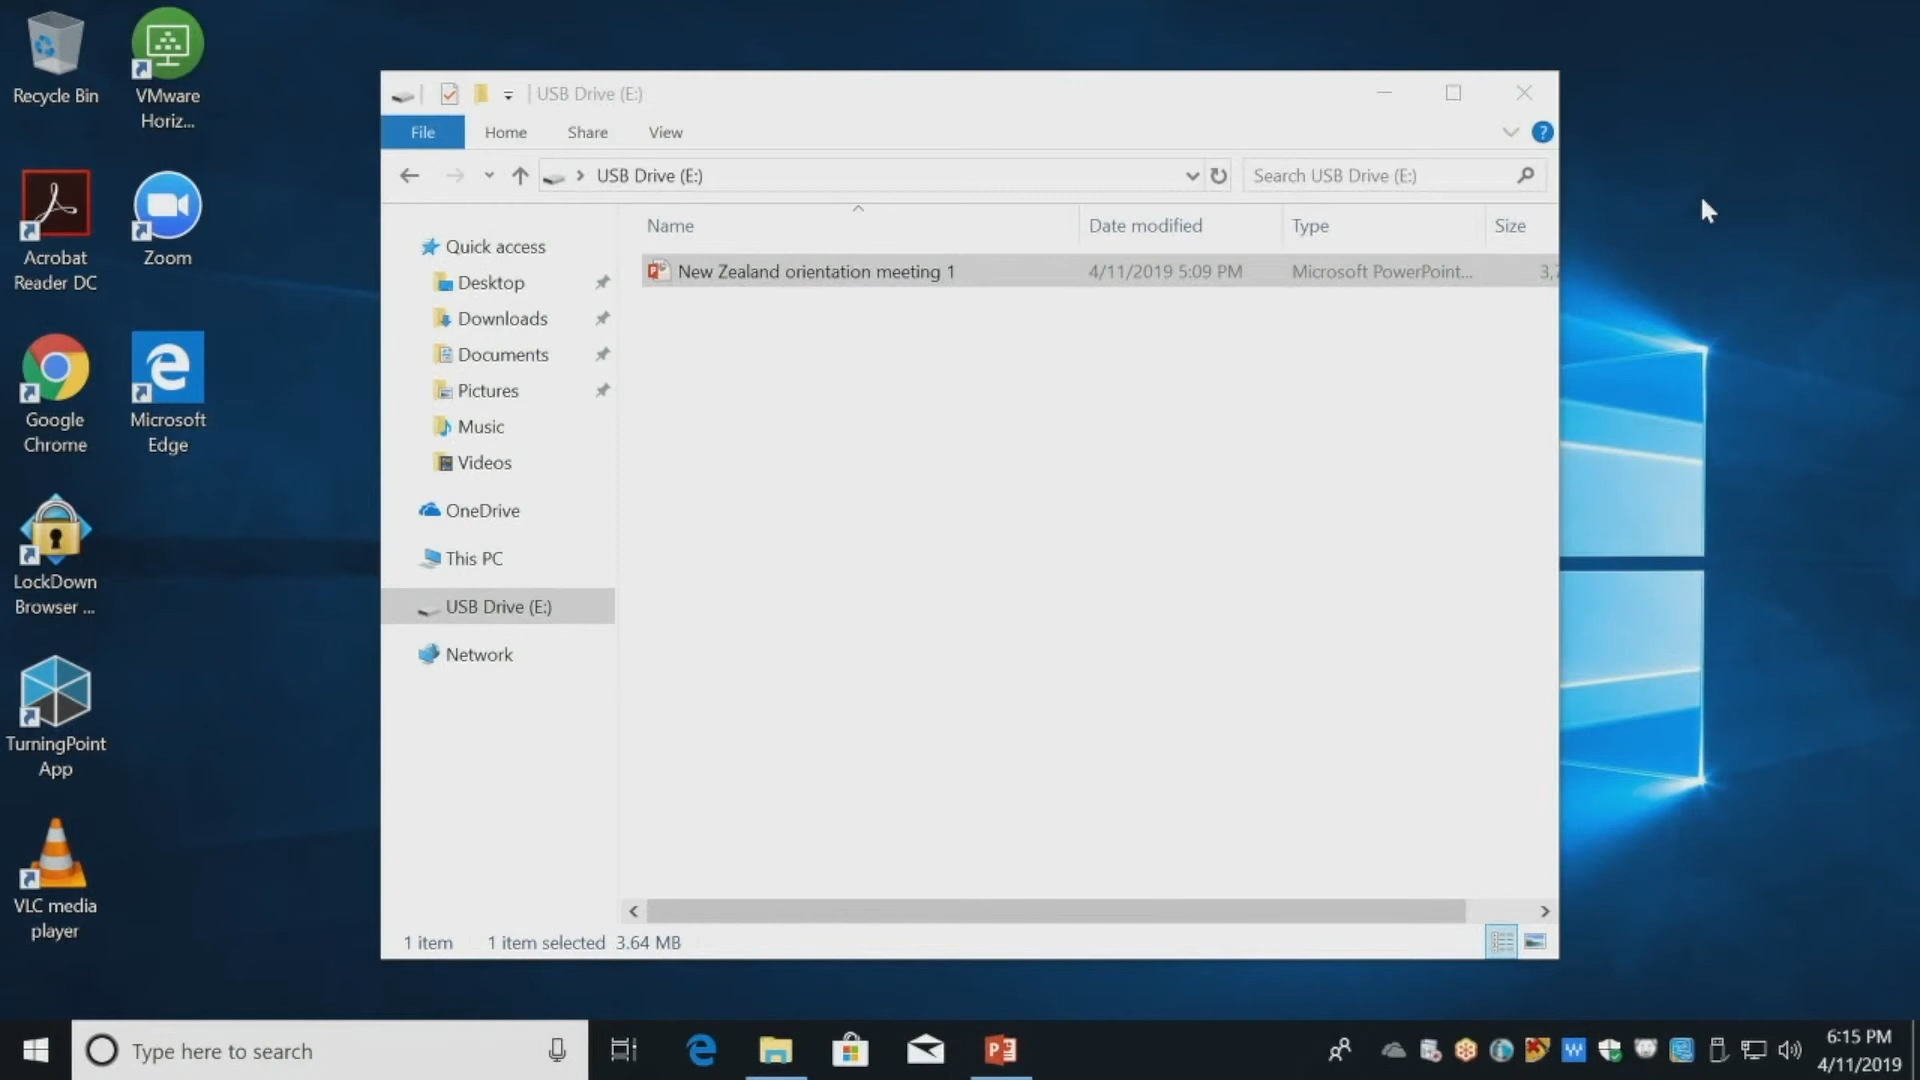 Recycle Bin
VMware
Horiz...
Acrobat
Reader DC
Zoom
Google
Chrome
Microsoft
Edge
LockDown
Browser ...
TurningPoint
App
VLC media
player
USB Drive (E:)
File
Home
Share
View
?
USB Drive (E:)
Search USB Drive (E:)
Name
Date modified
Type
Size
New Zealand orientation meeting 1
4/11/2019 5:09 PM
Microsoft PowerPoint...
3,7
Quick access
Desktop
Downloads
Documents
Pictures
Music
Videos
OneDrive
This PC
USB Drive (E:)
Network
1 item
1 item selected 3.64 MB
Type here to search
6:15 PM
4/11/2019